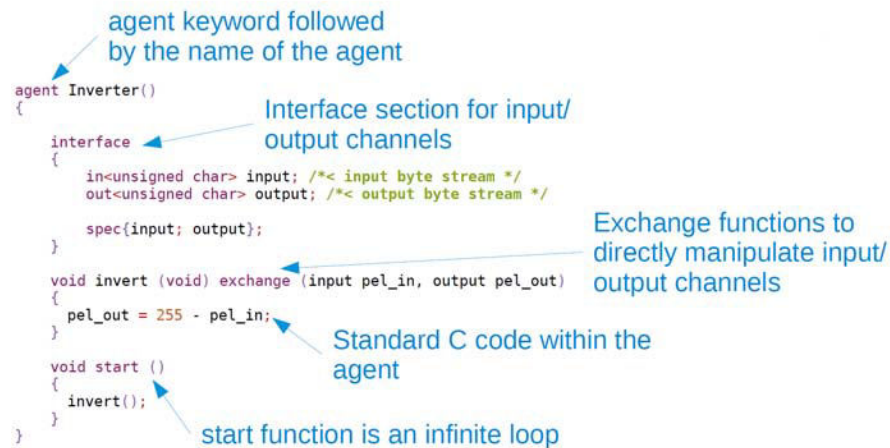 agent keyword followed
by the name of the agent
agent Inverter()
{
Interface section for input/
output channels
interface
{
in<unsigned char> input; /*< input byte stream */
out<unsigned char> output; /*< output byte stream */
spec{input; output};
}
Exchange functions to
directly manipulate input/
output channels
void invert (void) exchange (input pel_in, output pel_out)
{
pel_out = 255 - pel_in;
}
Standard C code within the
agent
void start ()
{
invert();
}
start function is an infinite loop
}